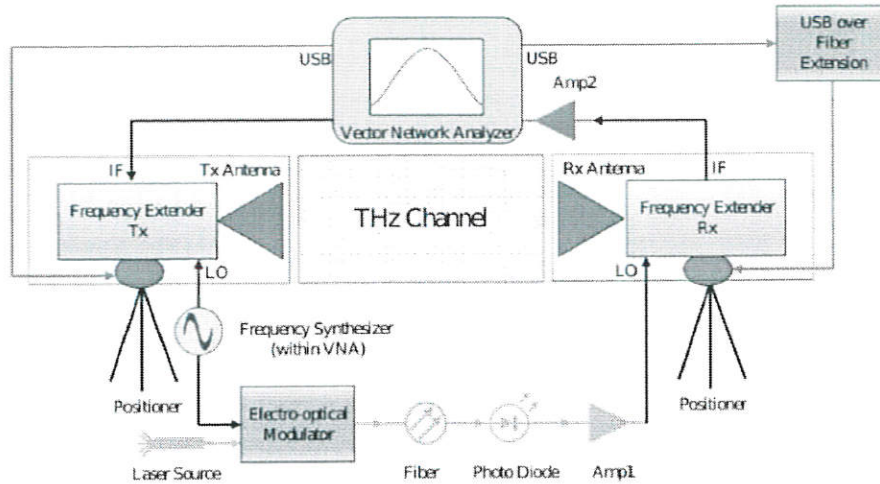 USB over
Fiber
Extension
USB
USB
Amp2
Vector Network Analyzer
IF
Tx Antenna
Rx Antenna
IF
Frequency Extender
Tx
THz Channel
Frequency Extender
Rx
LO
LO
Frequency Synthesizer
(within VNA)
Positioner
Electro-optical
Modulator
Positioner
Laser Source
Fiber
Photo Diode
Amp1